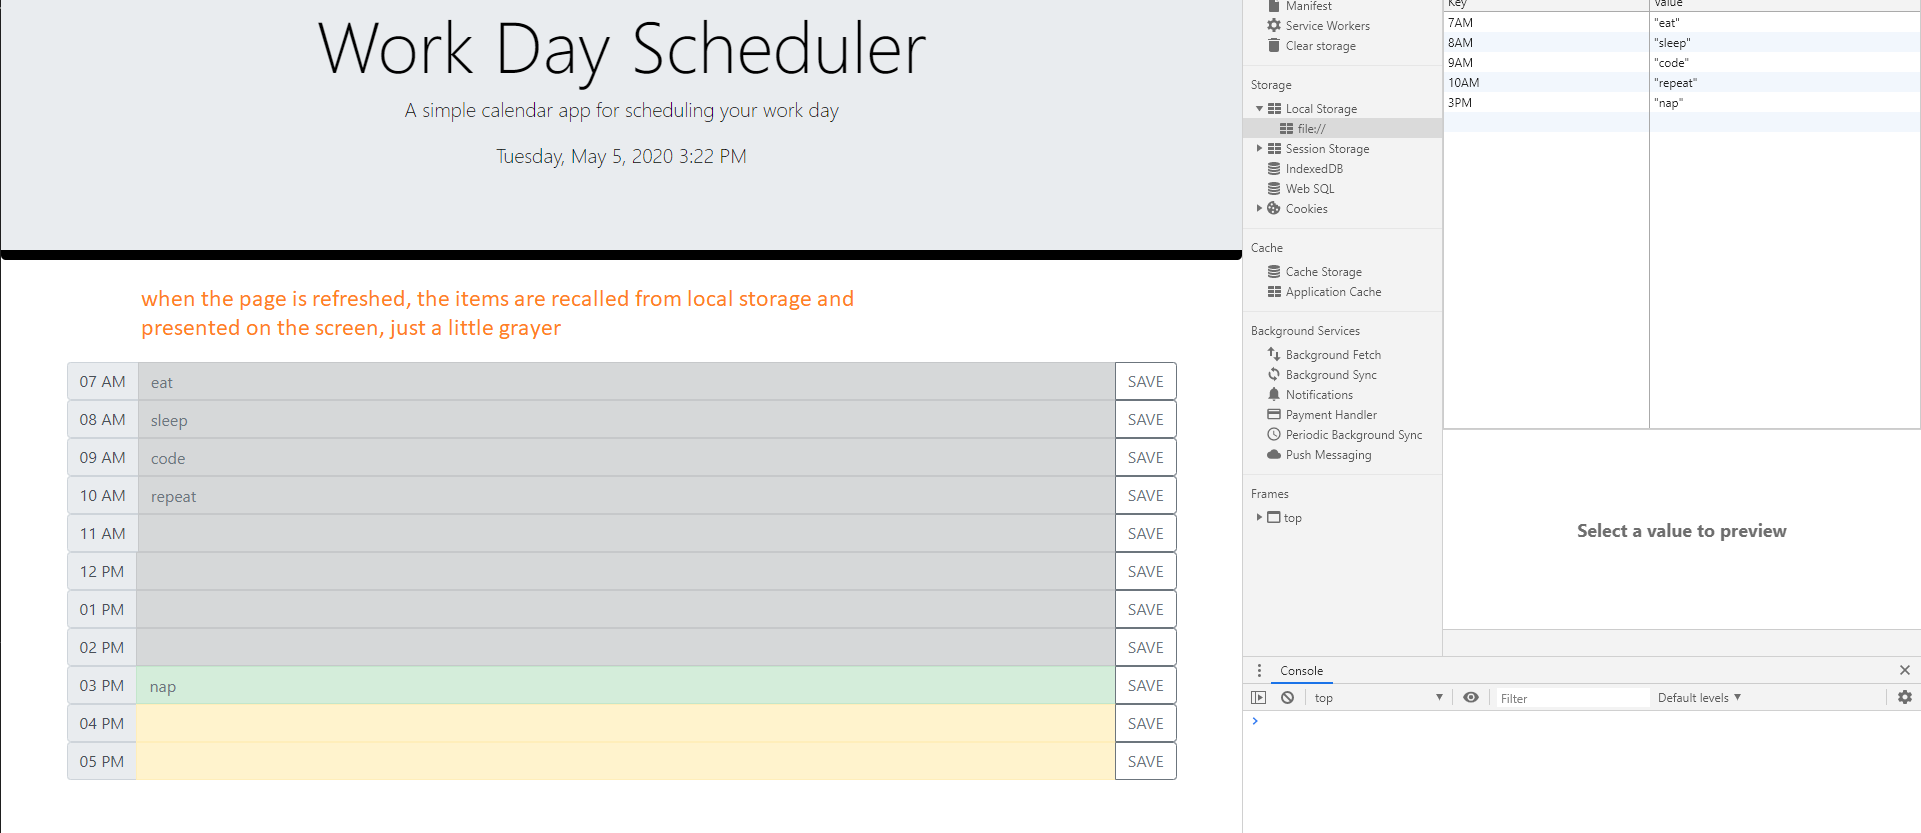 Work Day Scheduler
A simple calendar app for scheduling your work day
Tuesday, May 5, 2020 3:22 PM
when the page is refreshed, the items are recalled from local storage and
presented on the screen, just a little grayer
07 AM eat SAVE
08 AM sleep SAVE
09 AM code SAVE
10 AM repeat SAVE
11 AM SAVE
12 PM SAVE
01 PM SAVE
02 PM SAVE
03 PM nap SAVE
04 PM SAVE
05 PM SAVE
Manifest
Service Workers
Clear storage
Storage
Local Storage
file://
Session Storage
IndexedDB
Web SQL
Cookies
Cache
Cache Storage
Application Cache
Background Services
Background Fetch
Background Sync
Notifications
Payment Handler
Periodic Background Sync
Push Messaging
Frames
top
Key Value
7AM "eat"
8AM "sleep"
9AM "code"
10AM "repeat"
3PM "nap"
Select a value to preview
Console
top Filter Default levels